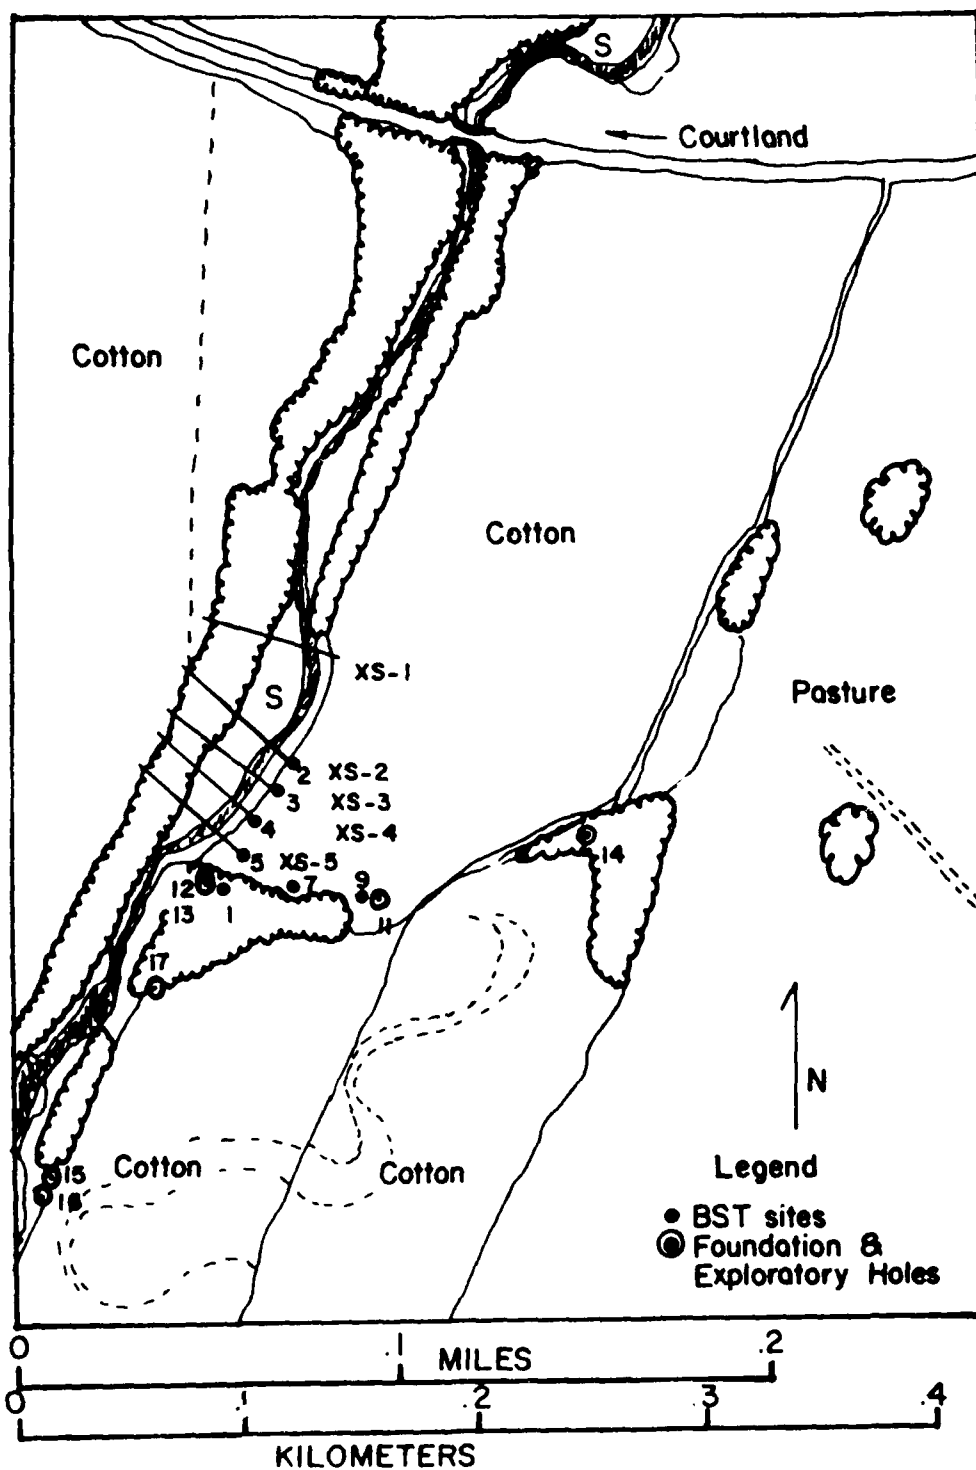 S
Courtland
Cotton
Cotton
XS-1
Pasture
S
2 XS-2
3 XS-3
4 XS-4
5 XS-5
14
12 1 7 9
13 11
17
N
15 Cotton Cotton Legend
16
BST sites
Foundation &
Exploratory Holes
0 .1 .2
MILES
0 .1 .2 .3 .4
KILOMETERS